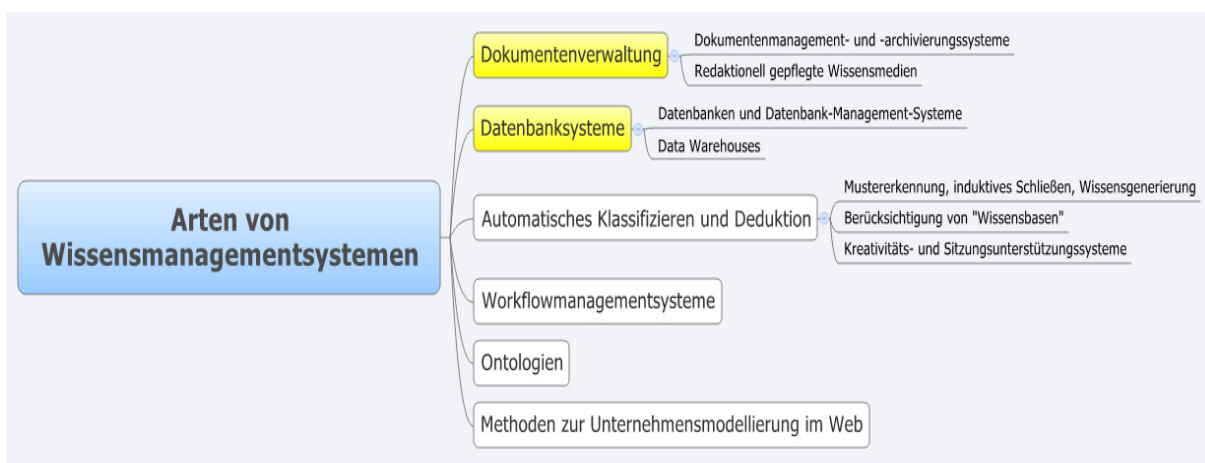 Arten von
Wissensmanagementsystemen
Dokumentenverwaltung
Dokumentenmanagement- und -archivierungssysteme
Redaktionell gepflegte Wissensmedien
Datenbanksysteme
Datenbanken und Datenbank-Management-Systeme
Data Warehouses
Automatisches Klassifizieren und Deduktion
Mustererkennung, induktives Schließen, Wissensgenerierung
Berücksichtigung von "Wissensbasen"
Kreativitäts- und Sitzungsunterstützungssysteme
Workflowmanagementsysteme
Ontologien
Methoden zur Unternehmensmodellierung im Web